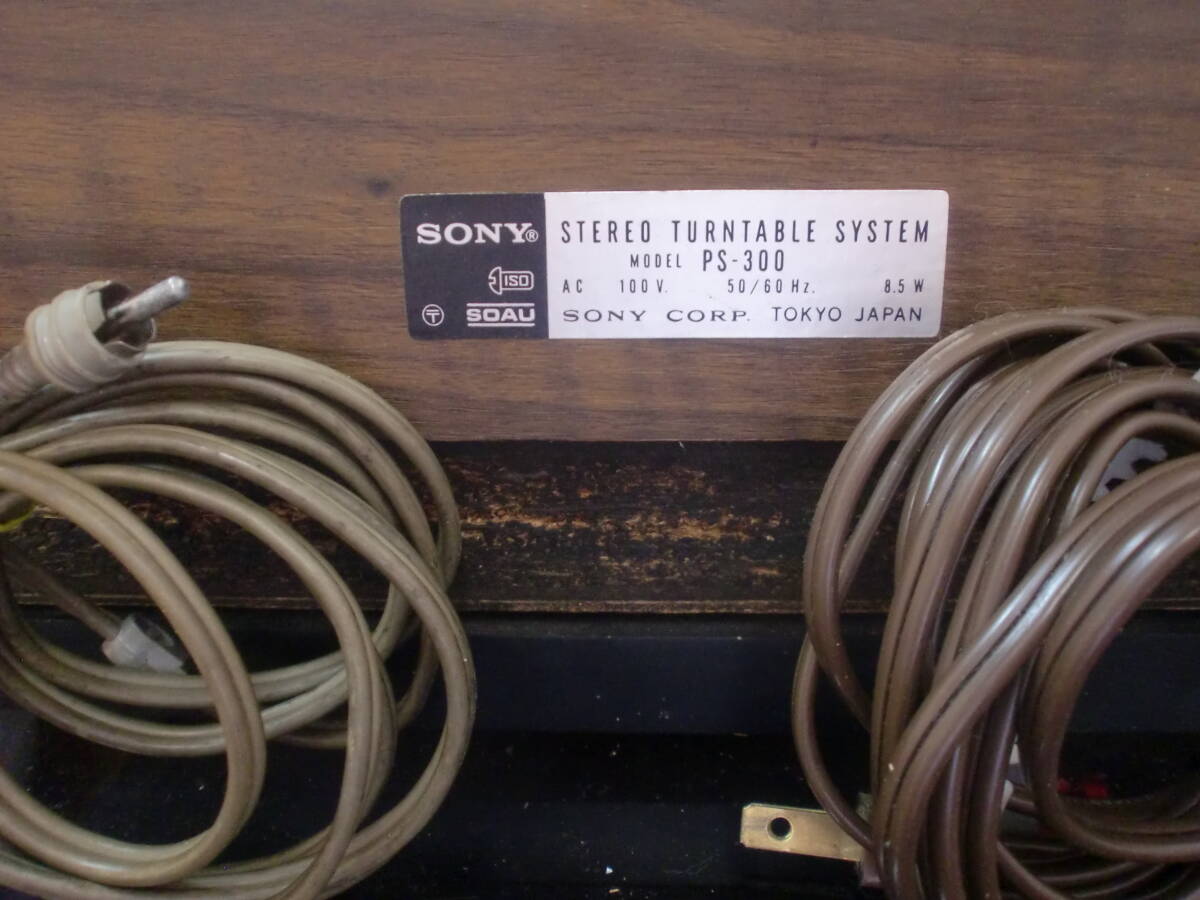 SONY®
ISO
〒 SOAU
STEREO TURNTABLE SYSTEM
MODEL PS-300
AC 100 V. 50/60 Hz. 8.5 W
SONY CORP. TOKYO JAPAN